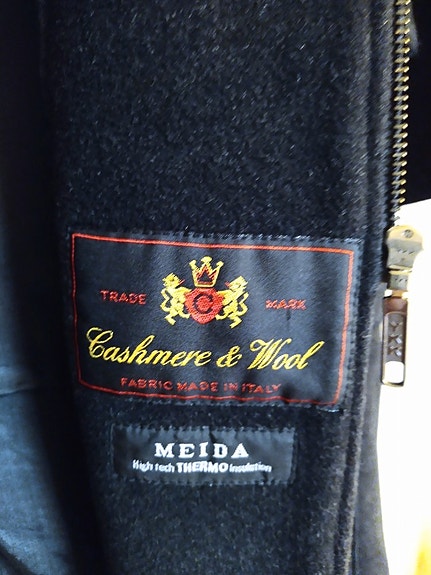 TRADE MARK
C
Cashmere & Wool
FABRIC MADE IN ITALY
MEIDA
High tech THERMO Insulation